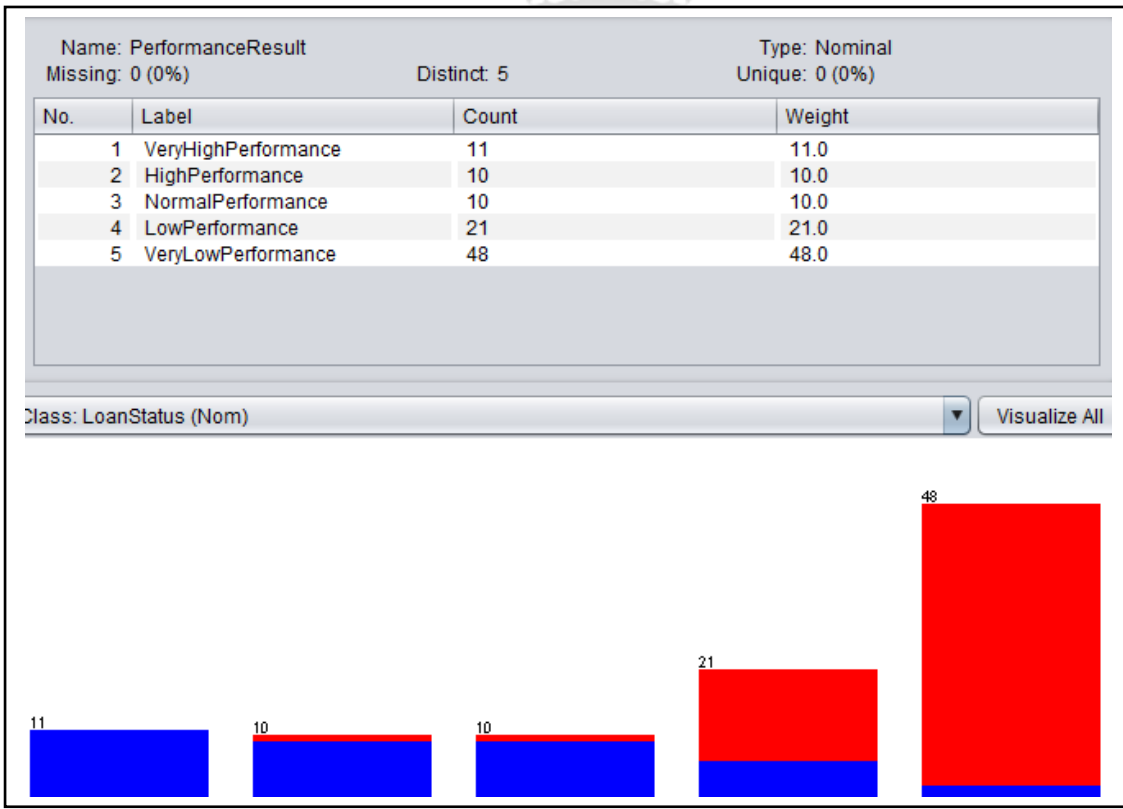 Name: PerformanceResult Type: Nominal
Missing: 0 (0%) Distinct: 5 Unique: 0 (0%)
No. Label Count Weight
1 VeryHighPerformance 11 11.0
2 HighPerformance 10 10.0
3 NormalPerformance 10 10.0
4 LowPerformance 21 21.0
5 VeryLowPerformance 48 48.0
Class: LoanStatus (Nom) Visualize All
48
21
11 10 10